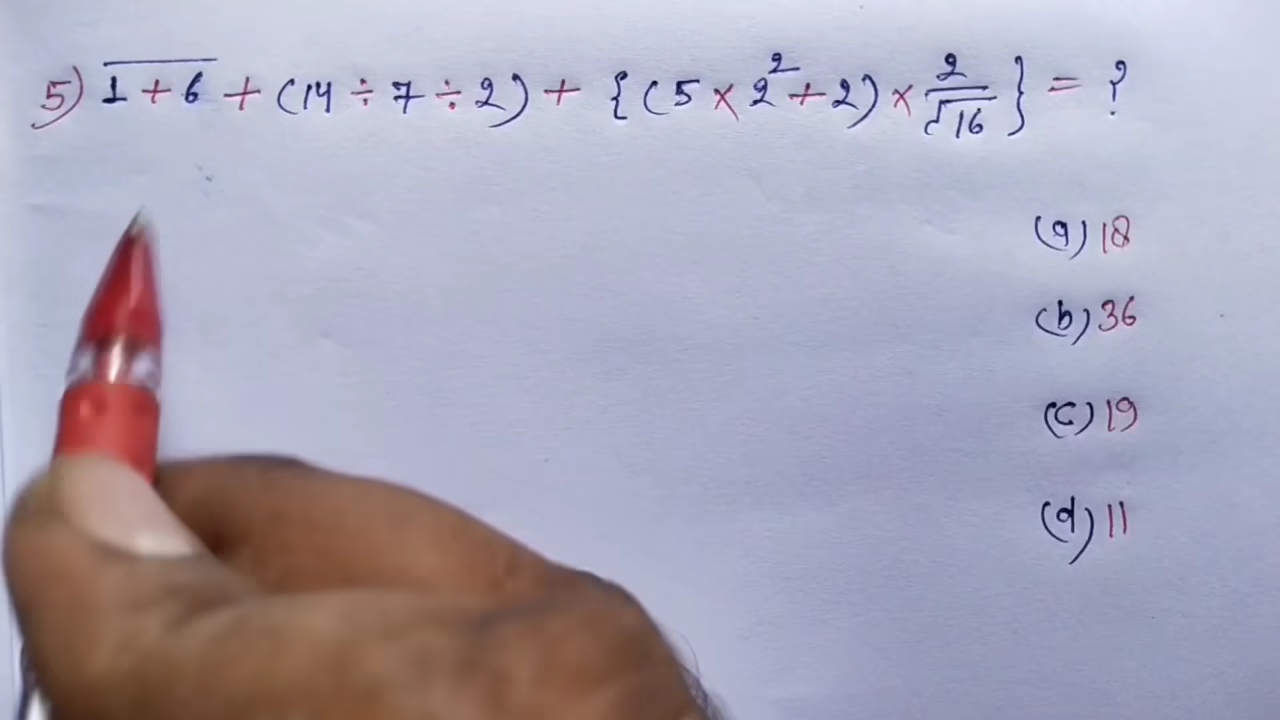 5) 1 + 6 + (14 ÷ 7 ÷ 2) + {(5 × 2² + 2) × 2/√16} = ?
(a) 18
(b) 36
(c) 19
(d) 11